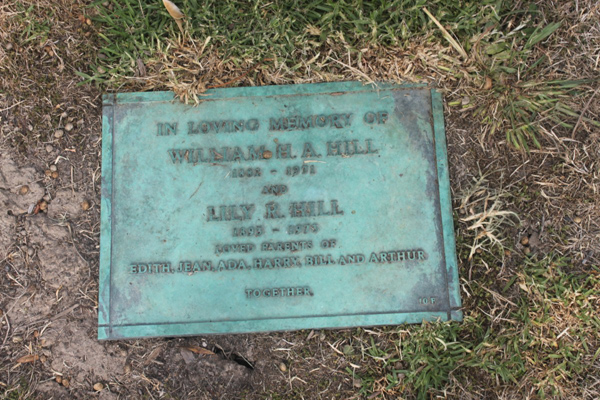 IN LOVING MEMORY OF
WILLIAM H. A. HILL
AND
LILY R. HILL
LOVED PARENTS OF
EDITH, JEAN, ADA, HARRY, BILL AND ARTHUR
TOGETHER